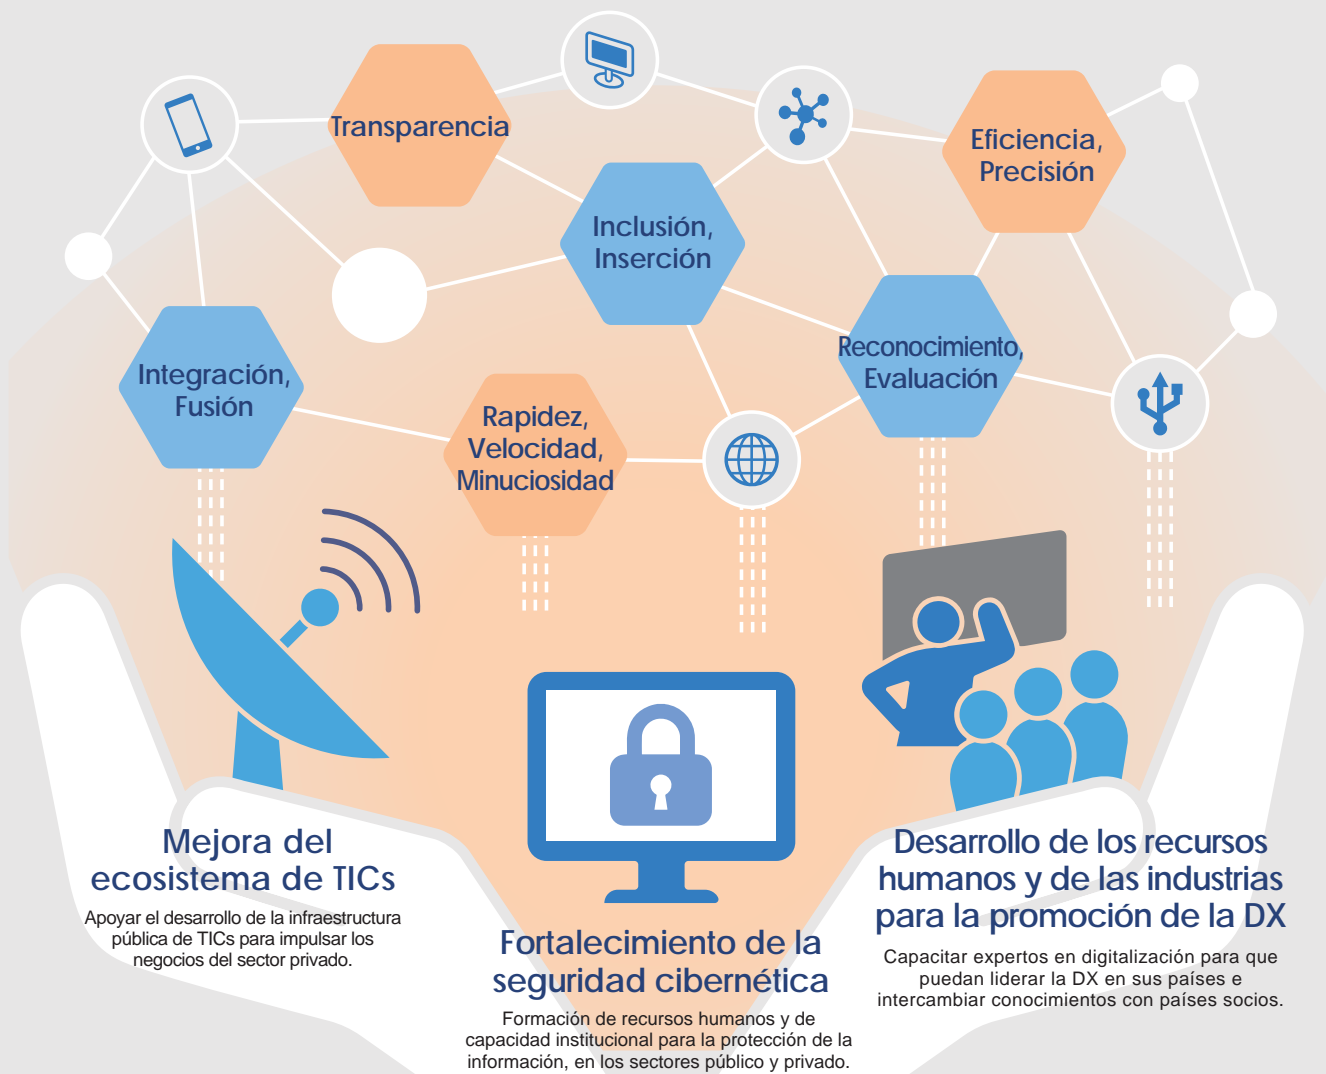 Transparencia
Eficiencia,
Precisión
Inclusión,
Inserción
Reconocimiento,
Evaluación
Integración,
Fusión
Rapidez,
Velocidad,
Minuciosidad
Mejora del
ecosistema de TICs
Apoyar el desarrollo de la infraestructura
pública de TICs para impulsar los
negocios del sector privado.
Fortalecimiento de la
seguridad cibernética
Formación de recursos humanos y de
capacidad institucional para la protección de la
información, en los sectores público y privado.
Desarrollo de los recursos
humanos y de las industrias
para la promoción de la DX
Capacitar expertos en digitalización para que
puedan liderar la DX en sus países e
intercambiar conocimientos con países socios.